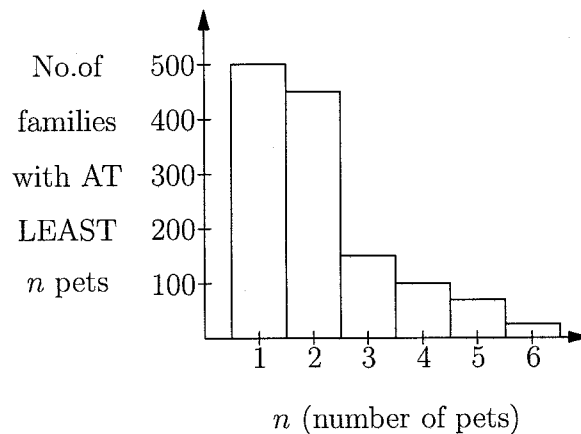 No.of 500
families 400
with AT 300
LEAST 200
n pets 100
1 2 3 4 5 6
n (number of pets)